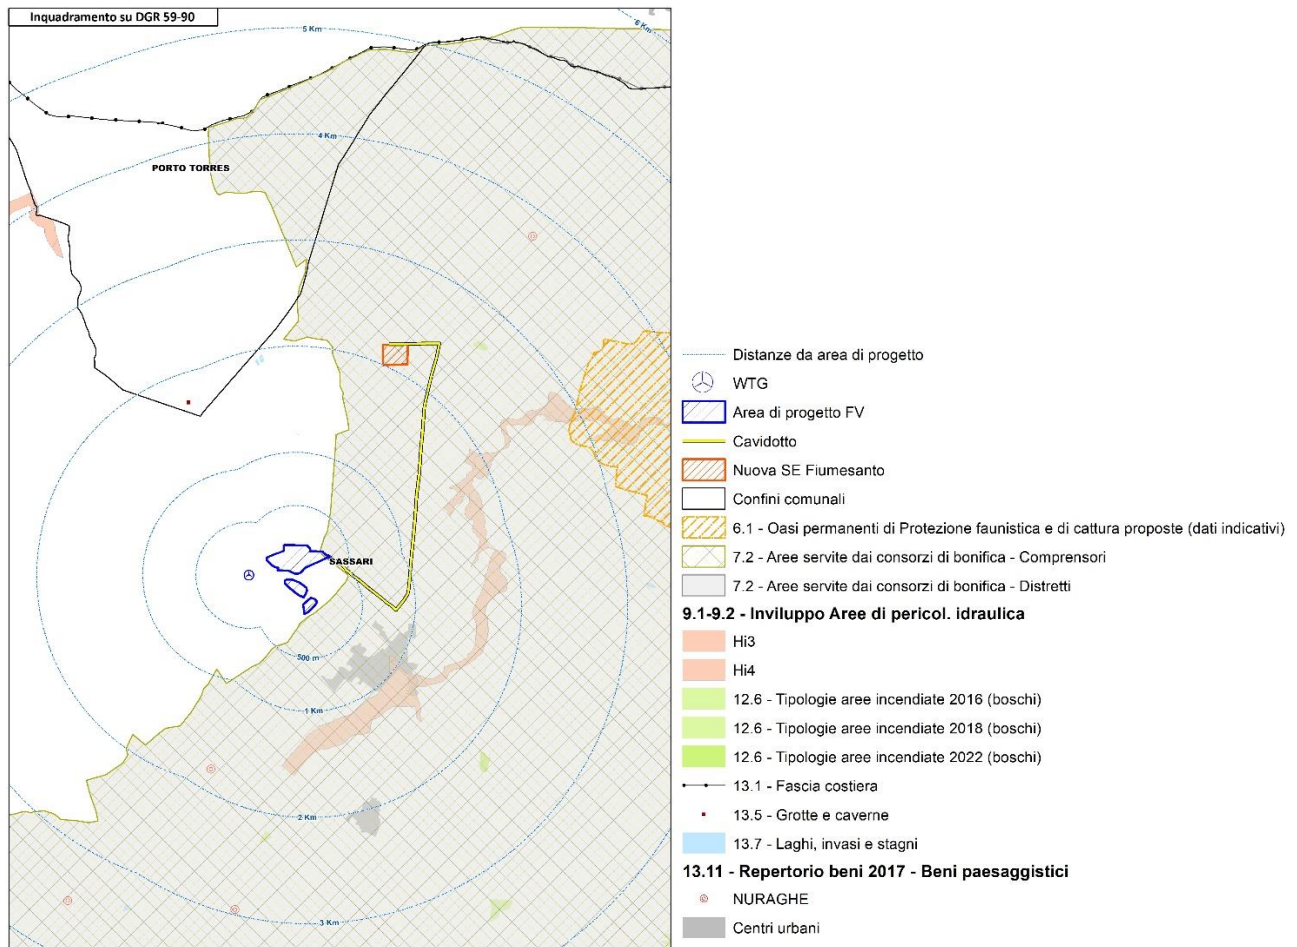 Inquadramento su DGR 59-90
5 Km
6 Km
4 Km
PORTO TORRES
SASSARI
500 m
1 Km
2 Km
3 Km
Distanze da area di progetto
WTG
Area di progetto FV
Cavidotto
Nuova SE Fiumesanto
Confini comunali
6.1 - Oasi permanenti di Protezione faunistica e di cattura proposte (dati indicativi)
7.2 - Aree servite dai consorzi di bonifica - Comprensori
7.2 - Aree servite dai consorzi di bonifica - Distretti
9.1-9.2 - Inviluppo Aree di pericol. idraulica
Hi3
Hi4
12.6 - Tipologie aree incendiate 2016 (boschi)
12.6 - Tipologie aree incendiate 2018 (boschi)
12.6 - Tipologie aree incendiate 2022 (boschi)
13.1 - Fascia costiera
13.5 - Grotte e caverne
13.7 - Laghi, invasi e stagni
13.11 - Repertorio beni 2017 - Beni paesaggistici
NURAGHE
Centri urbani